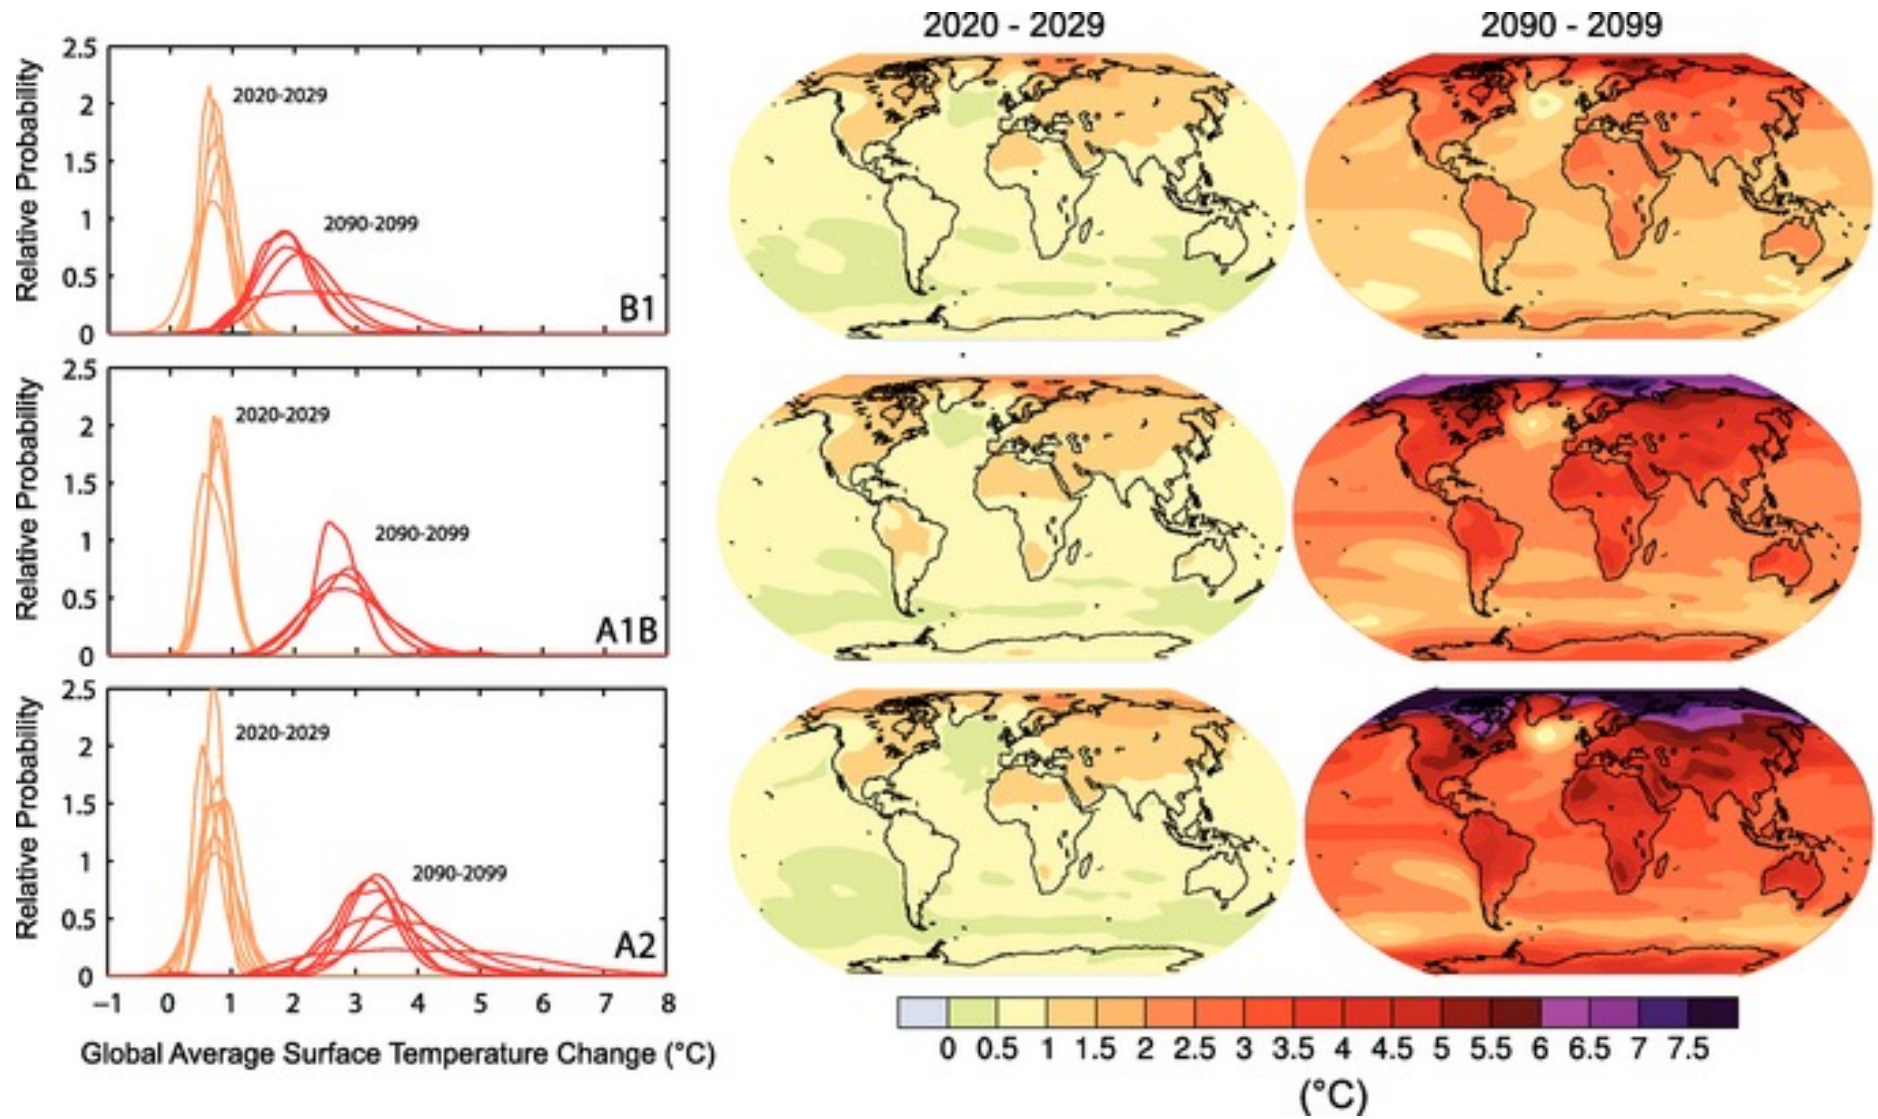 2020 - 2029
2090 - 2099
Relative Probability
2.5
2
1.5
1
0.5
0
2020-2029
2090-2099
B1
Relative Probability
2.5
2
1.5
1
0.5
0
2020-2029
2090-2099
A1B
Relative Probability
2.5
2
1.5
1
0.5
0
2020-2029
2090-2099
A2
−1 0 1 2 3 4 5 6 7 8
Global Average Surface Temperature Change (°C)
0 0.5 1 1.5 2 2.5 3 3.5 4 4.5 5 5.5 6 6.5 7 7.5
(°C)